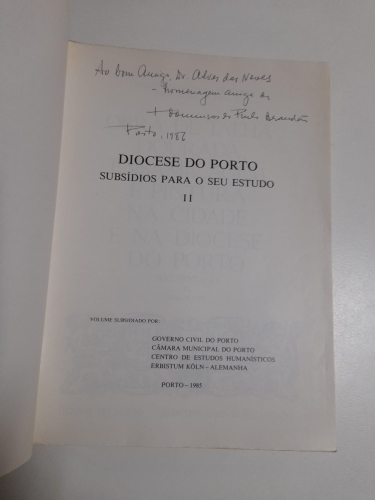 Ao bom Amigo, Dr. Alves das Neves
- homenagem amiga de
+ Domingos de Pinho Brandão
Porto, 1986
DIOCESE DO PORTO
SUBSÍDIOS PARA O SEU ESTUDO
II
VOLUME SUBSIDIADO POR:
GOVERNO CIVIL DO PORTO
CÂMARA MUNICIPAL DO PORTO
CENTRO DE ESTUDOS HUMANÍSTICOS
ERBISTUM KÖLN – ALEMANHA
PORTO – 1985